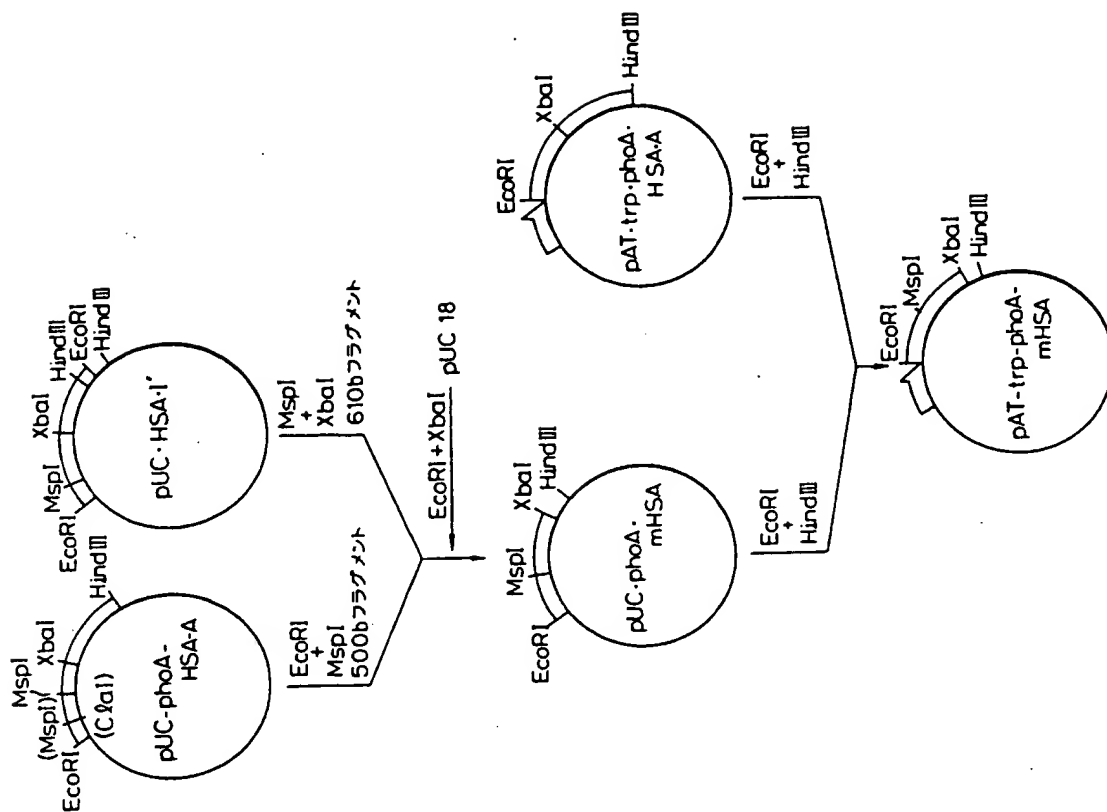 EcoRI
(MspI)
MspI
XbaI
HindⅢ
(ClaI)
pUC-phoA-
HSA-A
EcoRI
MspI
XbaI
HindⅢ
EcoRI
HindⅢ
pUC·HSA·I′
EcoRI
+
MspI
500bフラグメント
MspI
+
XbaI
610bフラグメント
EcoRI+XbaI
pUC 18
EcoRI
MspI
XbaI
HindⅢ
pUC·phoA·
mHSA
EcoRI
XbaI
HindⅢ
pAT·trp·phoA·
HSA·A
EcoRI
+
HindⅢ
EcoRI
+
HindⅢ
EcoRI
MspI
XbaI
HindⅢ
pAT-trp-phoA-
mHSA